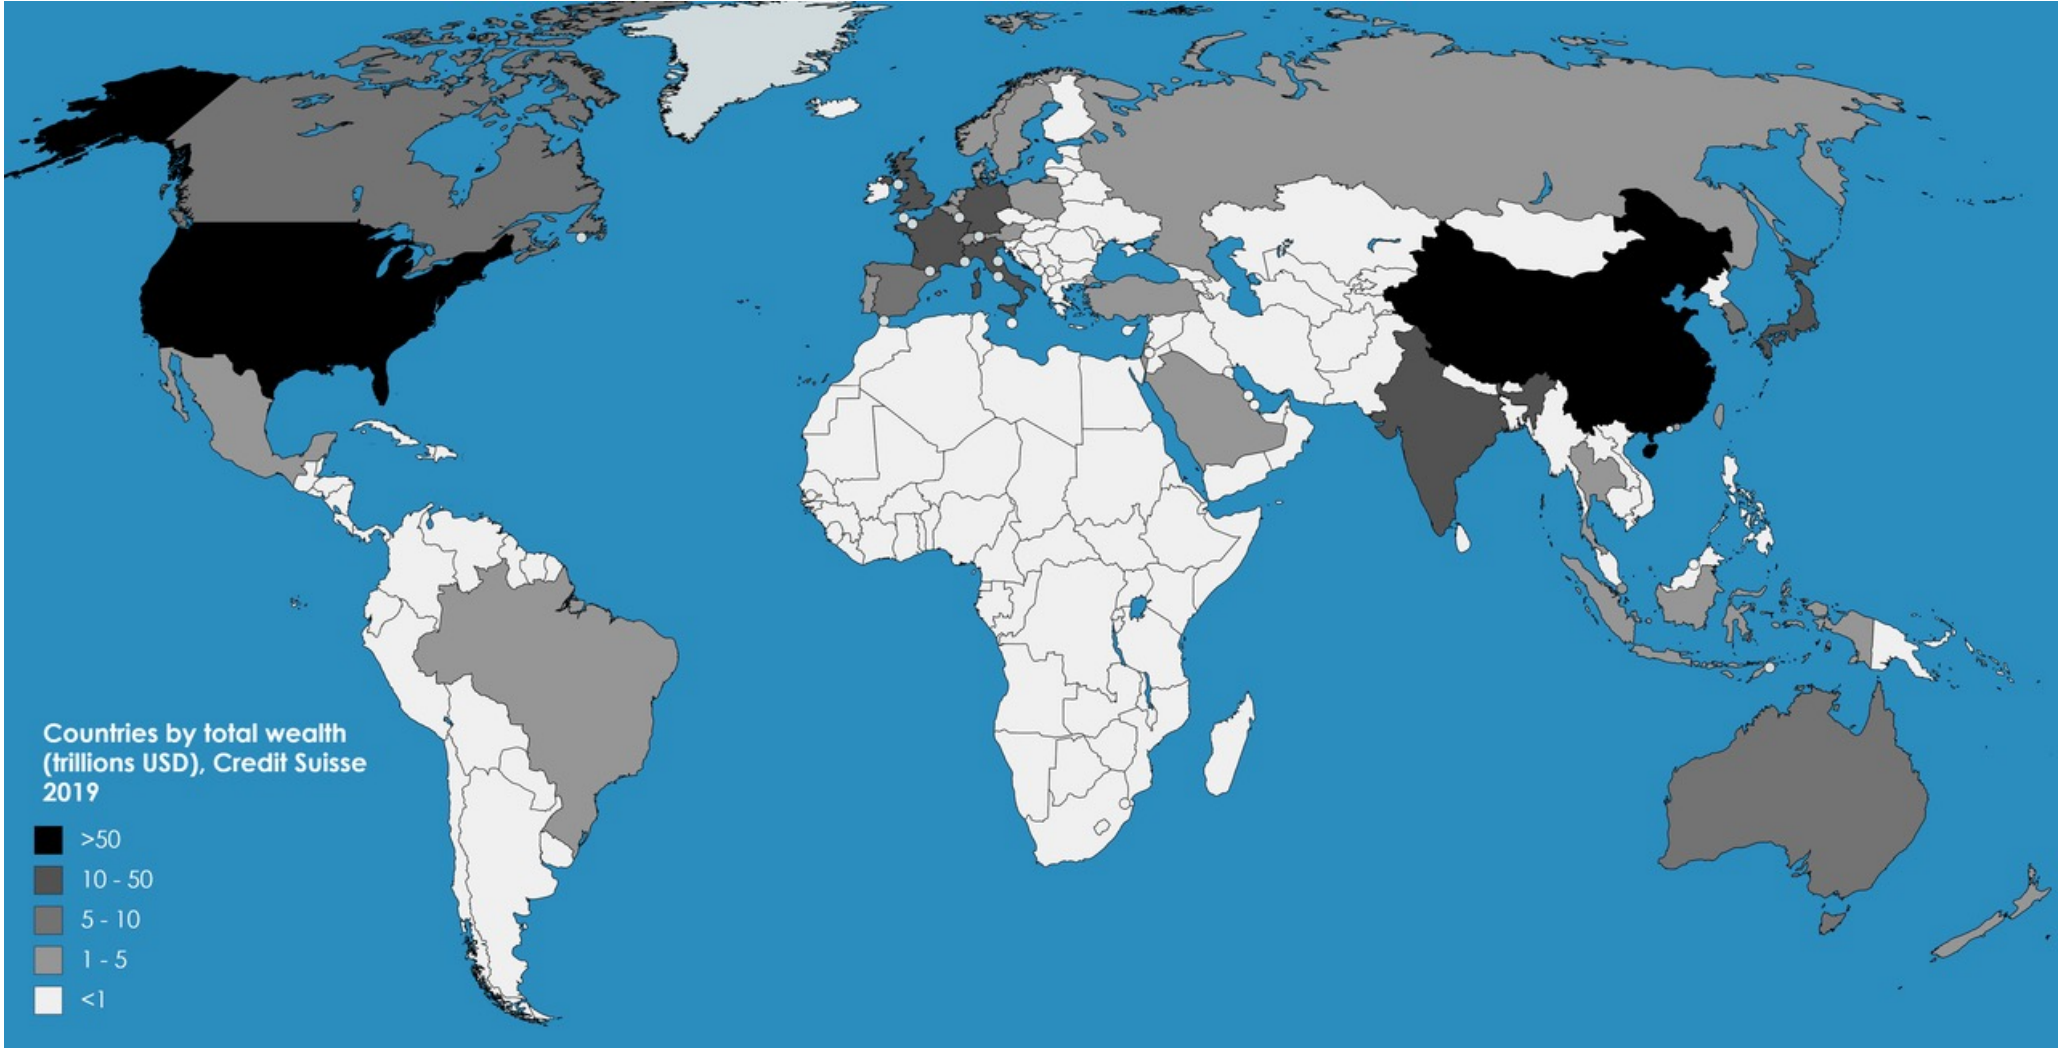 Countries by total wealth
(trillions USD), Credit Suisse
2019
>50
10 - 50
5 - 10
1 - 5
<1